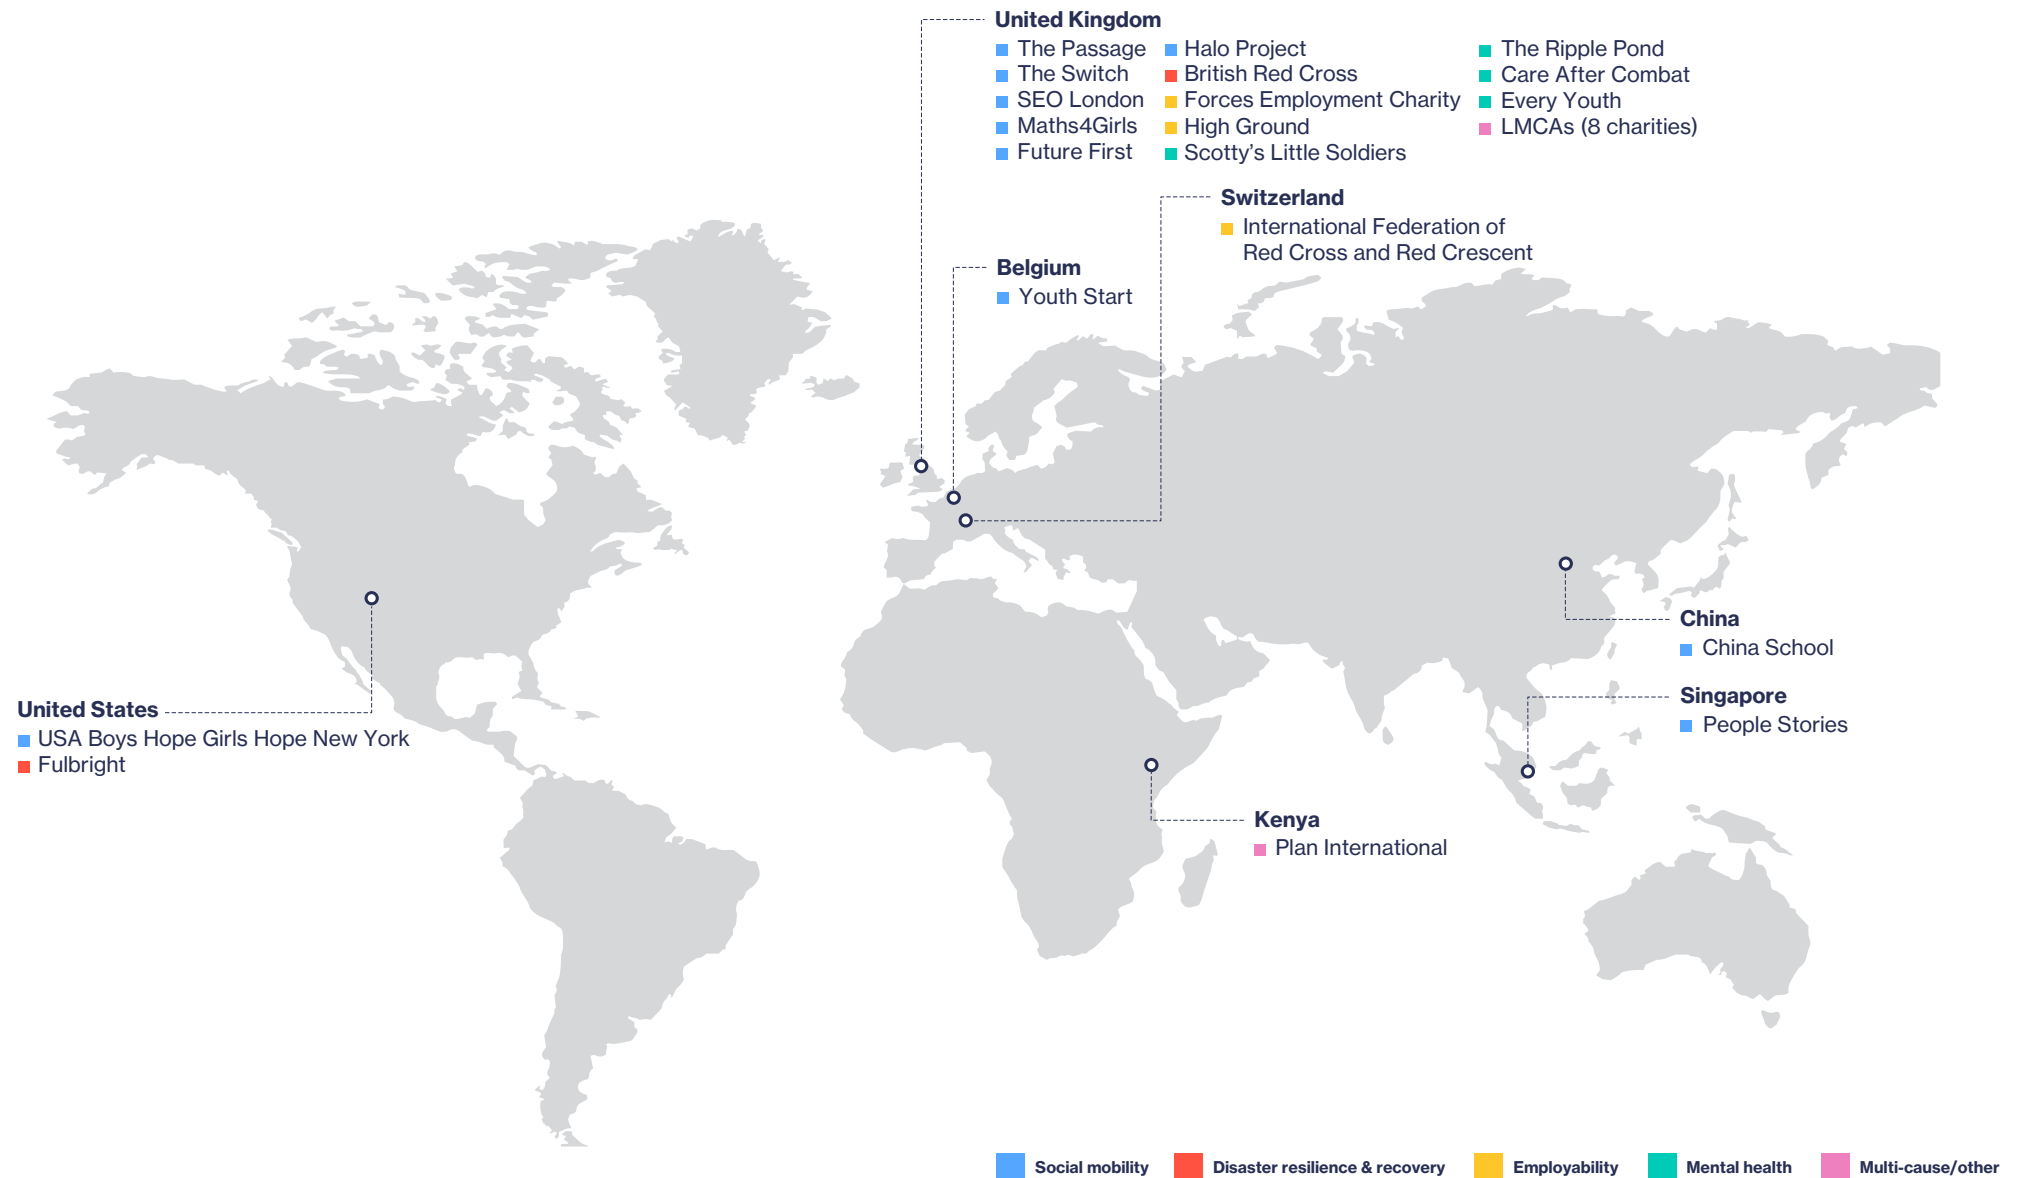 United Kingdom
The Passage
The Switch
SEO London
Maths4Girls
Future First
Halo Project
British Red Cross
Forces Employment Charity
High Ground
Scotty’s Little Soldiers
The Ripple Pond
Care After Combat
Every Youth
LMCAs (8 charities)
Switzerland
International Federation of
Red Cross and Red Crescent
Belgium
Youth Start
China
China School
Singapore
People Stories
United States
USA Boys Hope Girls Hope New York
Fulbright
Kenya
Plan International
Social mobility
Disaster resilience & recovery
Employability
Mental health
Multi-cause/other